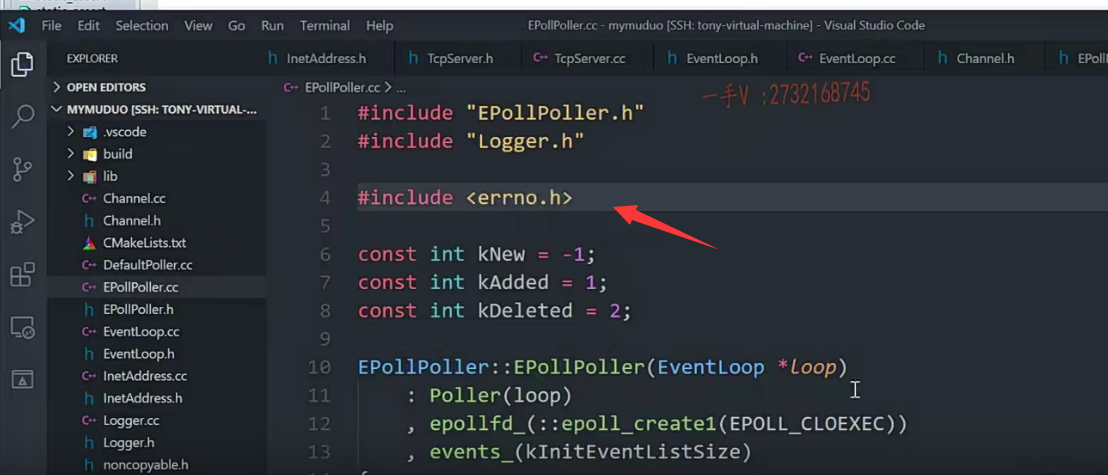 File Edit Selection View Go Run Terminal Help EPollPoller.cc - mymuduo [SSH: tony-virtual-machine] - Visual Studio Code
EXPLORER
OPEN EDITORS
MYMUDUO [SSH: TONY-VIRTUAL-...
.vscode
build
lib
Channel.cc
Channel.h
CMakeLists.txt
DefaultPoller.cc
EPollPoller.cc
EPollPoller.h
EventLoop.cc
EventLoop.h
InetAddress.cc
InetAddress.h
Logger.cc
Logger.h
noncopyable.h
InetAddress.h TcpServer.h TcpServer.cc EventLoop.h EventLoop.cc Channel.h EPoll
EPollPoller.cc > ...
一手V :2732168745
1 #include "EPollPoller.h"
2 #include "Logger.h"
3
4 #include <errno.h>
5
6 const int kNew = -1;
7 const int kAdded = 1;
8 const int kDeleted = 2;
9
10 EPollPoller::EPollPoller(EventLoop *loop)
11 : Poller(loop)
12 , epollfd_(::epoll_create1(EPOLL_CLOEXEC))
13 , events_(kInitEventListSize)